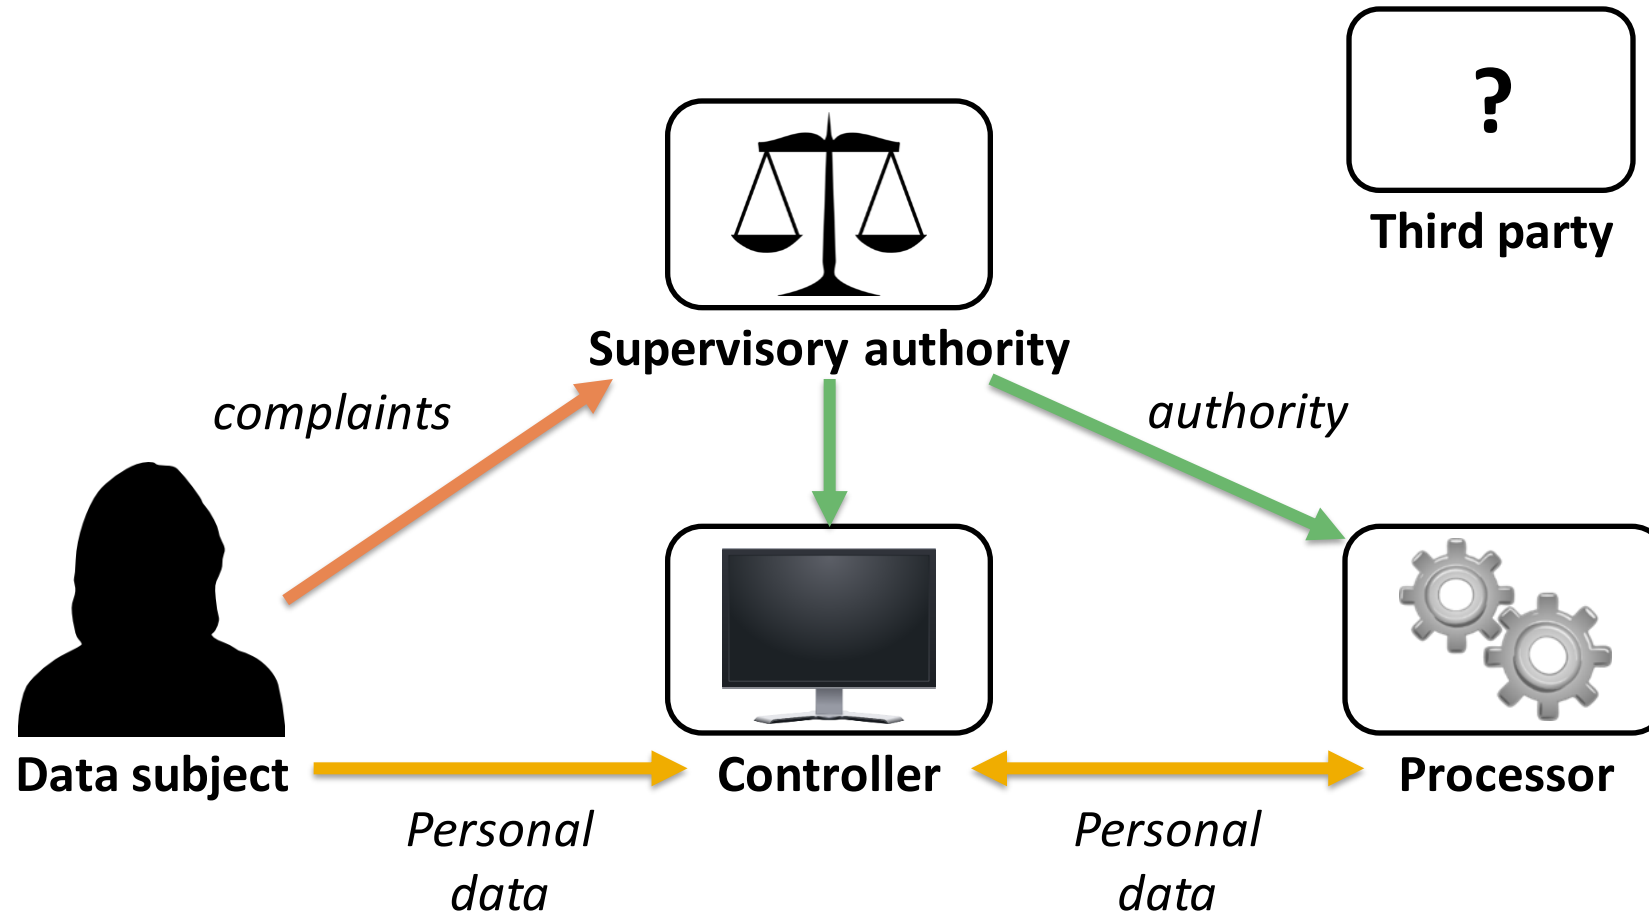 ?
Third party
Supervisory authority
complaints
authority
Data subject
Controller
Processor
Personal
data
Personal
data